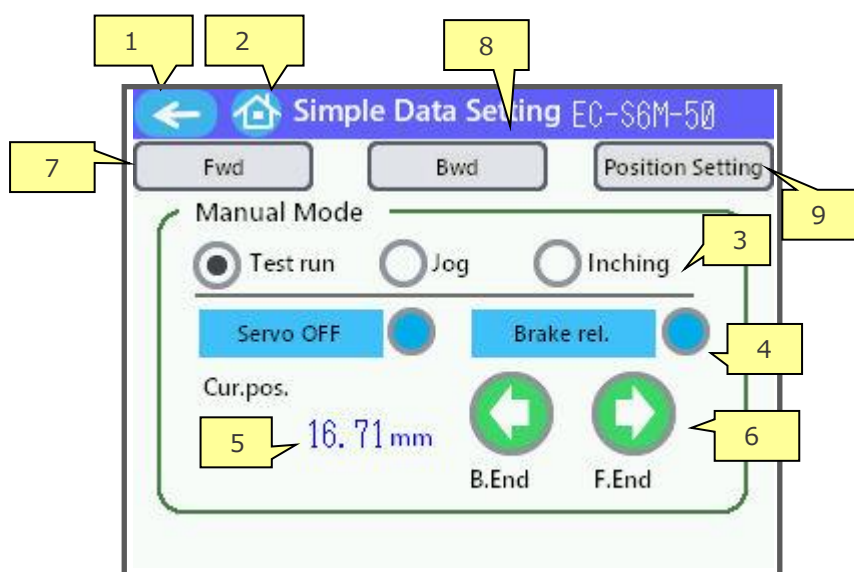 1
2
8
Simple Data Setting EC-S6M-50
7
Fwd
Bwd
Position Setting
9
Manual Mode
3
Test run
Jog
Inching
Servo OFF
Brake rel.
4
Cur.pos.
5
16.71 mm
6
B.End
F.End